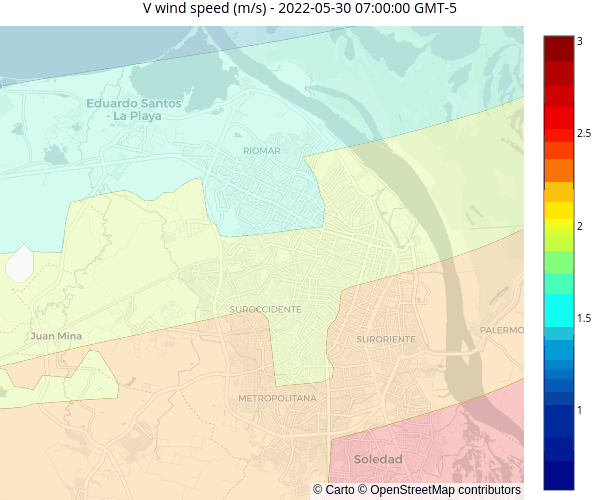 V wind speed (m/s) - 2022-05-30 07:00:00 GMT-5
3
Eduardo Santos
- La Playa
2.5
RIOMAR
2
SUROCCIDENTE
1.5
Juan Mina
SURORIENTE
PALERMO
METROPOLITANA
1
Soledad
© Carto © OpenStreetMap contributors